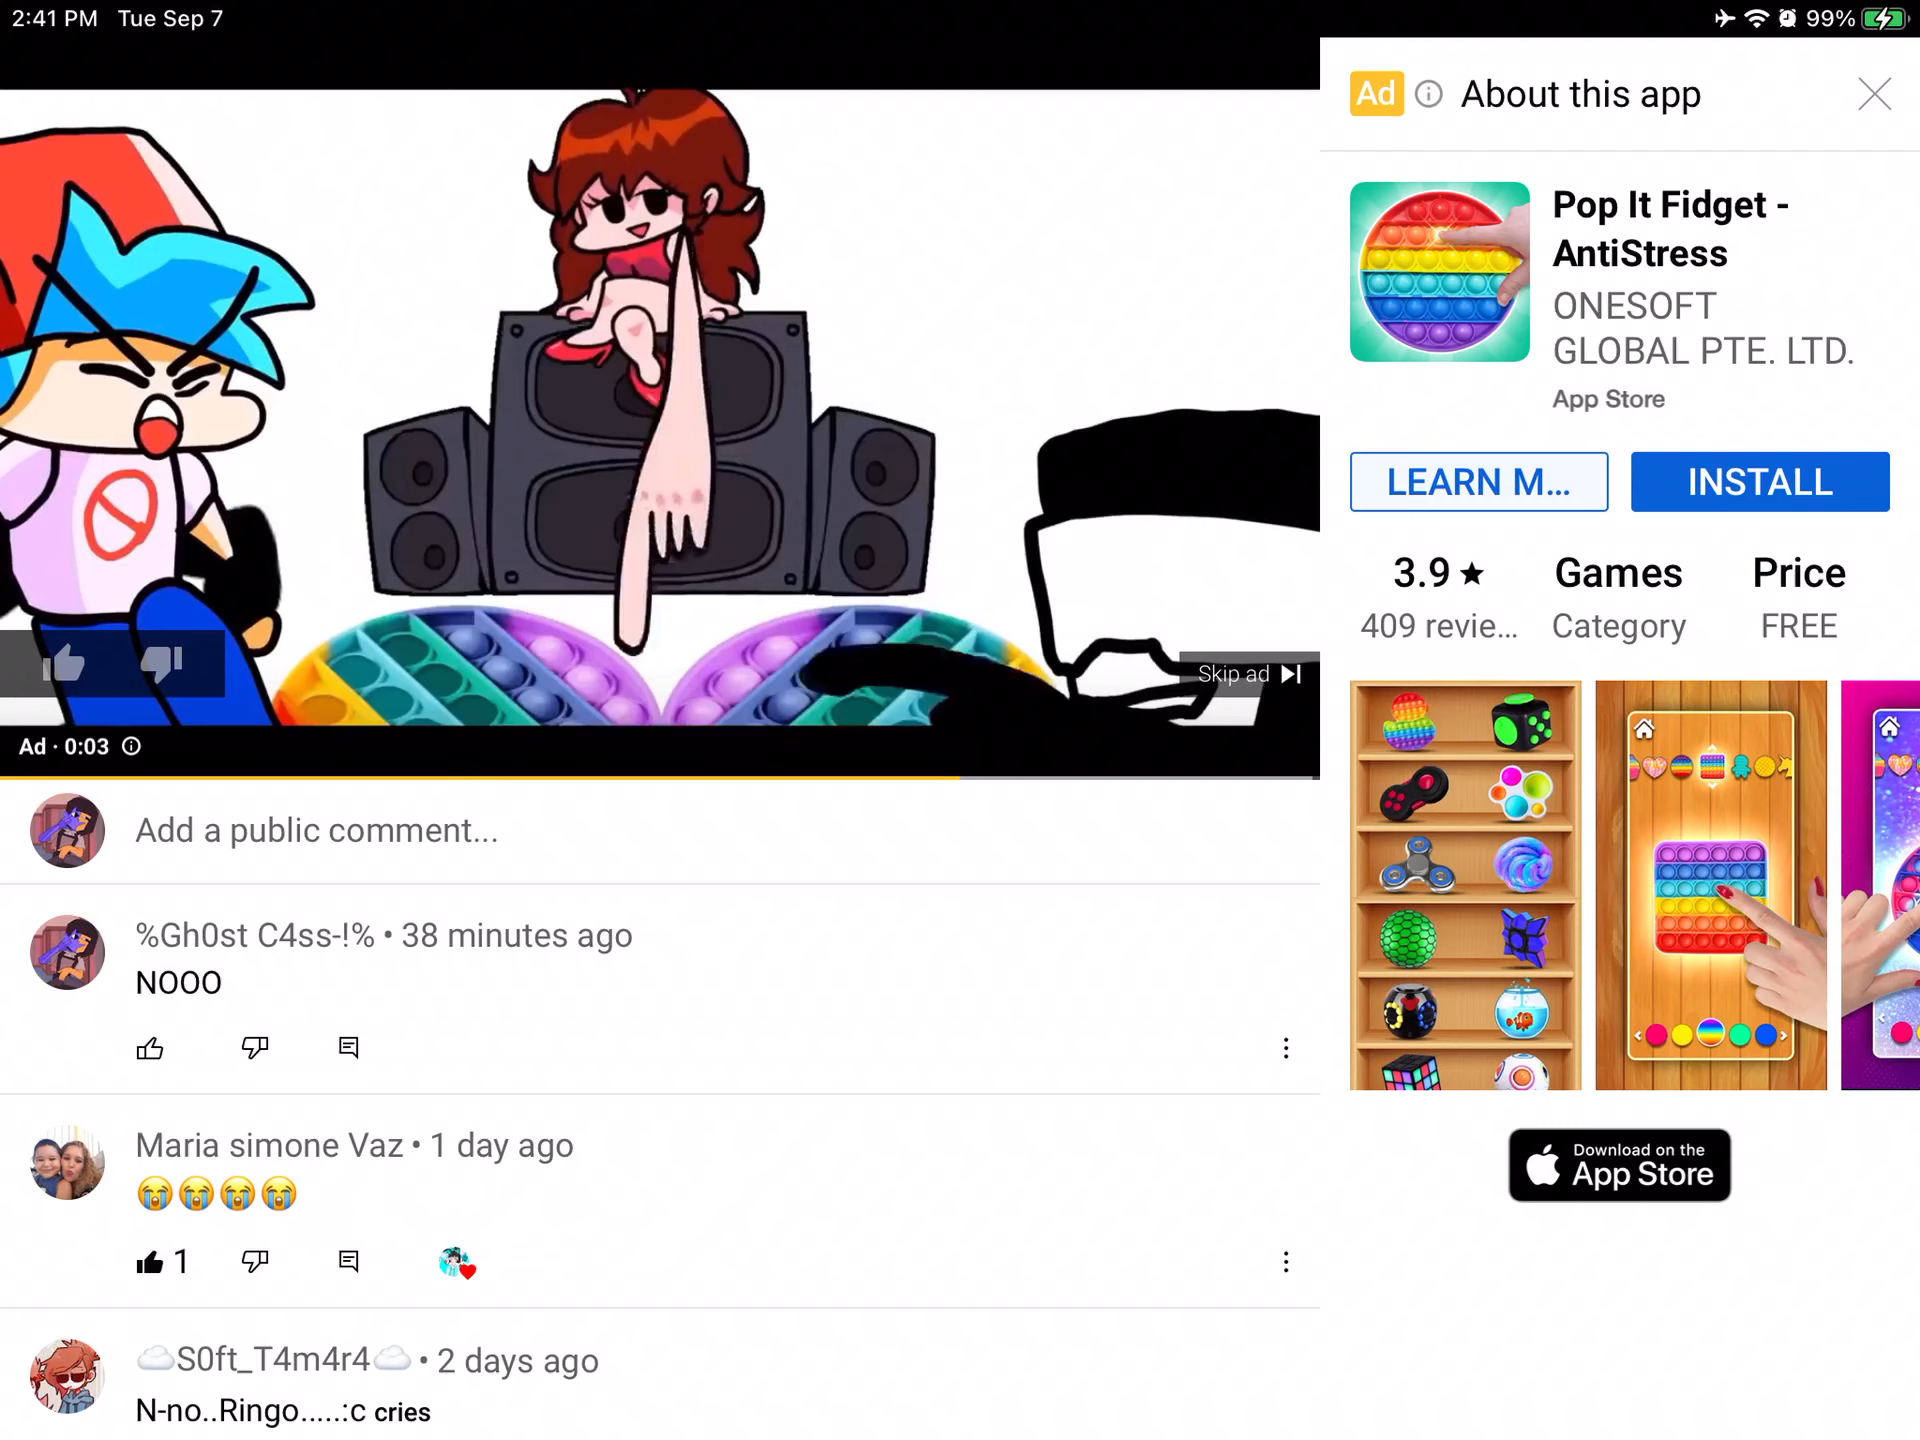 2:41 PM Tue Sep 7
99%
Skip ad
Ad · 0:03
Add a public comment...
%Gh0st C4ss-!% • 38 minutes ago
NOOO
Maria simone Vaz • 1 day ago
😭😭😭😭
1
☁️S0ft_T4m4r4☁️ • 2 days ago
N-no..Ringo.....:c cries
Ad About this app
Pop It Fidget -
AntiStress
ONESOFT
GLOBAL PTE. LTD.
App Store
LEARN M...
INSTALL
3.9 ★ Games Price
409 revie... Category FREE
Download on the
App Store